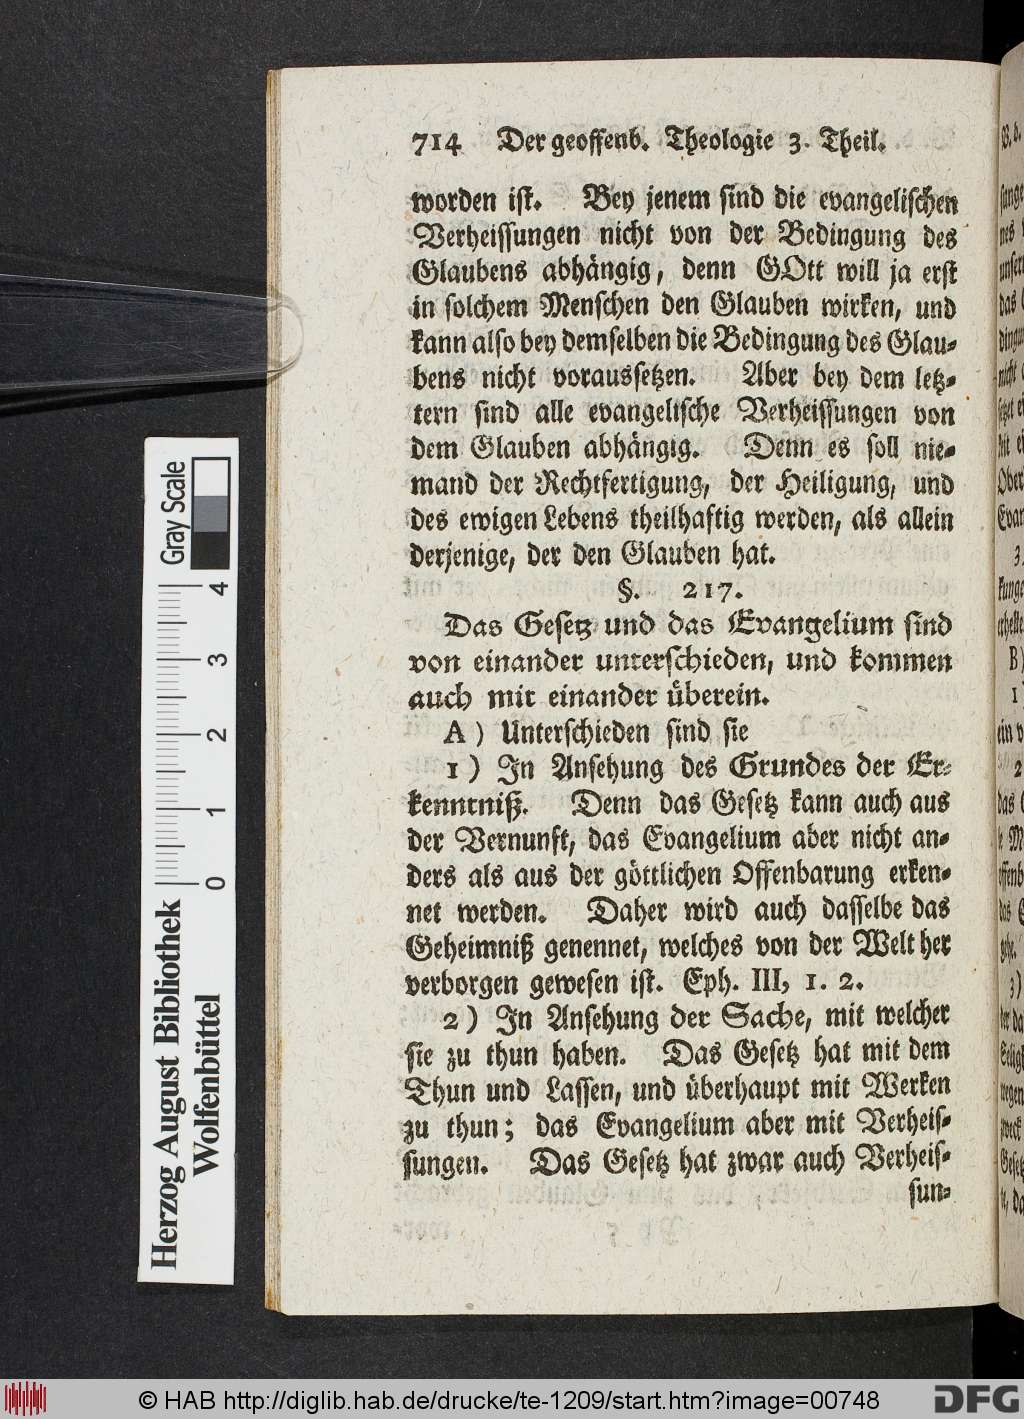 714 Der geoffenb. Theologie 3. Theil.
worden ist. Bey jenem sind die evangelischen
Verheissungen nicht von der Bedingung des
Glaubens abhängig, denn GOtt will ja erst
in solchem Menschen den Glauben wirken, und
kann also bey demselben die Bedingung des Glau-
bens nicht voraussetzen. Aber bey dem letz-
tern sind alle evangelische Verheissungen von
dem Glauben abhängig. Denn es soll nie-
mand der Rechtfertigung, der Heiligung, und
des ewigen Lebens theilhaftig werden, als allein
derjenige, der den Glauben hat.
§. 217.
Das Gesetz und das Evangelium sind
von einander unterschieden, und kommen
auch mit einander überein.
A) Unterschieden sind sie
1) In Ansehung des Grundes der Er-
kenntniß. Denn das Gesetz kann auch aus
der Vernunft, das Evangelium aber nicht an-
ders als aus der göttlichen Offenbarung erken-
net werden. Daher wird auch dasselbe das
Geheimniß genennet, welches von der Welt her
verborgen gewesen ist. Eph. III, 1. 2.
2) In Ansehung der Sache, mit welcher
sie zu thun haben. Das Gesetz hat mit dem
Thun und Lassen, und überhaupt mit Werken
zu thun; das Evangelium aber mit Verheis-
sungen. Das Gesetz hat zwar auch Verheis-
sun-
Gray Scale
4
3
2
1
0
Herzog August Bibliothek
Wolfenbüttel
© HAB http://diglib.hab.de/drucke/te-1209/start.htm?image=00748
DFG